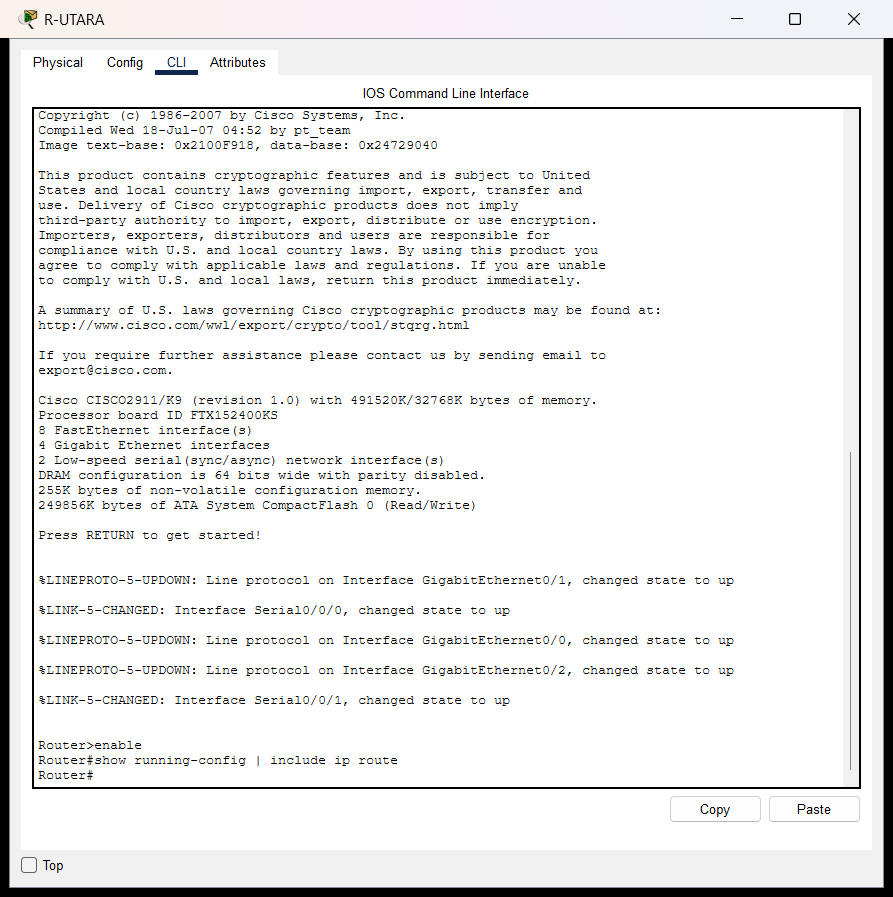 R-UTARA
Physical Config CLI Attributes
IOS Command Line Interface
Copyright (c) 1986-2007 by Cisco Systems, Inc.
Compiled Wed 18-Jul-07 04:52 by pt_team
Image text-base: 0x2100F918, data-base: 0x24729040
This product contains cryptographic features and is subject to United
States and local country laws governing import, export, transfer and
use. Delivery of Cisco cryptographic products does not imply
third-party authority to import, export, distribute or use encryption.
Importers, exporters, distributors and users are responsible for
compliance with U.S. and local country laws. By using this product you
agree to comply with applicable laws and regulations. If you are unable
to comply with U.S. and local laws, return this product immediately.
A summary of U.S. laws governing Cisco cryptographic products may be found at:
http://www.cisco.com/wwl/export/crypto/tool/stqrg.html
If you require further assistance please contact us by sending email to
export@cisco.com.
Cisco CISCO2911/K9 (revision 1.0) with 491520K/32768K bytes of memory.
Processor board ID FTX152400KS
8 FastEthernet interface(s)
4 Gigabit Ethernet interfaces
2 Low-speed serial(sync/async) network interface(s)
DRAM configuration is 64 bits wide with parity disabled.
255K bytes of non-volatile configuration memory.
249856K bytes of ATA System CompactFlash 0 (Read/Write)
Press RETURN to get started!
%LINEPROTO-5-UPDOWN: Line protocol on Interface GigabitEthernet0/1, changed state to up
%LINK-5-CHANGED: Interface Serial0/0/0, changed state to up
%LINEPROTO-5-UPDOWN: Line protocol on Interface GigabitEthernet0/0, changed state to up
%LINEPROTO-5-UPDOWN: Line protocol on Interface GigabitEthernet0/2, changed state to up
%LINK-5-CHANGED: Interface Serial0/0/1, changed state to up
Router>enable
Router#show running-config | include ip route
Router#
Copy Paste
Top